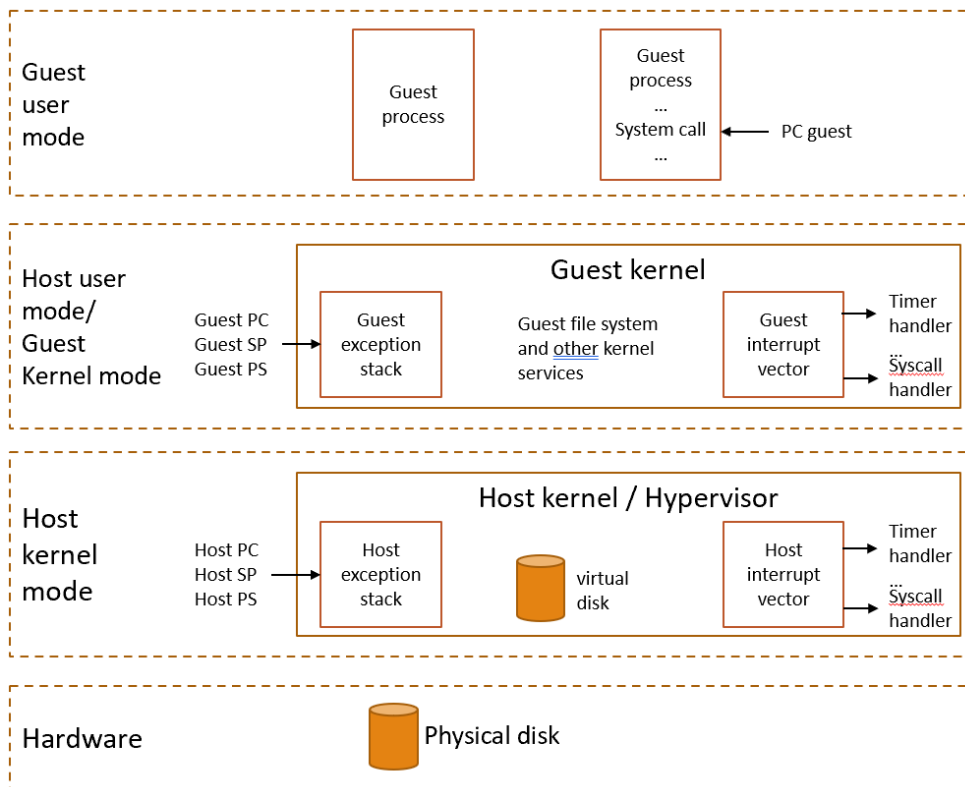 Guest
user
mode
Guest
process
Guest
process
...
System call
...
PC guest
Host user
mode/
Guest
Kernel mode
Guest PC
Guest SP
Guest PS
Guest kernel
Guest
exception
stack
Guest file system
and other kernel
services
Guest
interrupt
vector
Timer
handler
...
Syscall
handler
Host
kernel
mode
Host PC
Host SP
Host PS
Host kernel / Hypervisor
Host
exception
stack
virtual
disk
Host
interrupt
vector
Timer
handler
...
Syscall
handler
Hardware
Physical disk